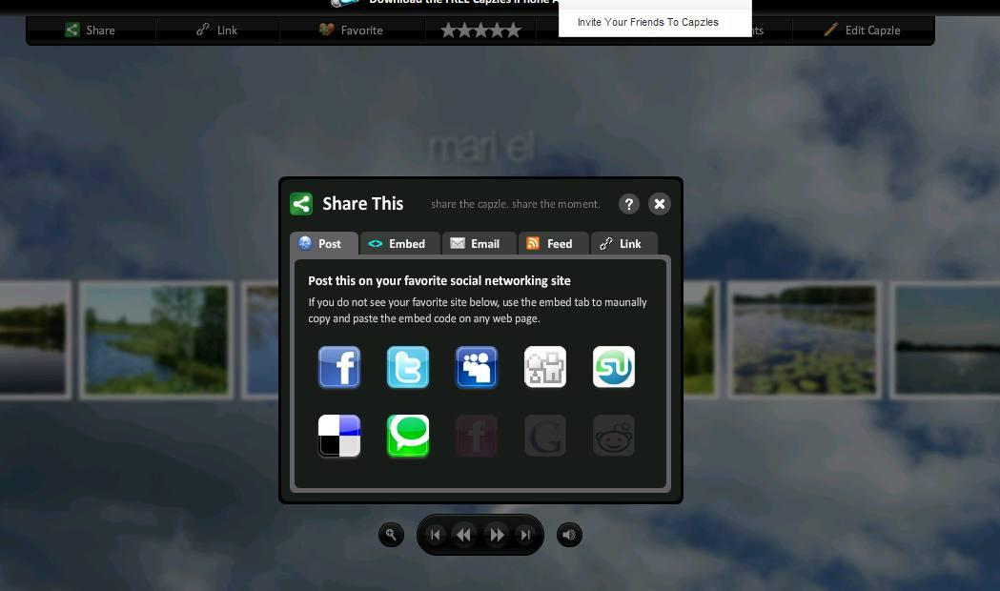 Download the FREE Capzles iPhone A
Invite Your Friends To Capzles
Share
Link
Favorite
nts
Edit Capzle
mari el
Share This
share the capzle. share the moment.
?
Post
<> Embed
Email
Feed
Link
Post this on your favorite social networking site
If you do not see your favorite site below, use the embed tab to maunally
copy and paste the embed code on any web page.
f
t
SU
f
G